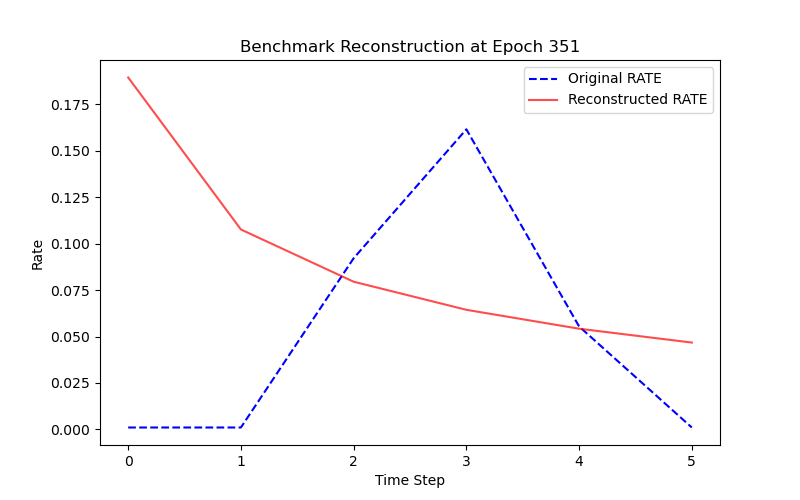 Benchmark Reconstruction at Epoch 351
Original RATE
Reconstructed RATE
Rate
0.175
0.150
0.125
0.100
0.075
0.050
0.025
0.000
0 1 2 3 4 5
Time Step